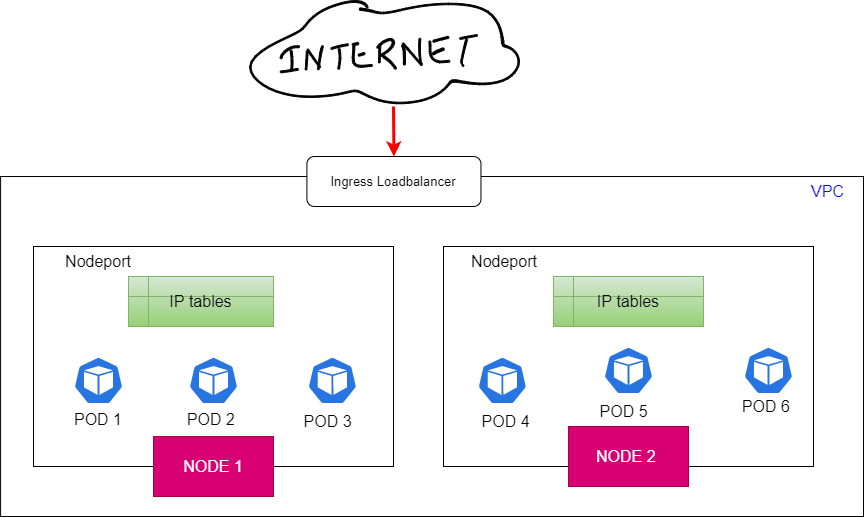 INTERNET
Ingress Loadbalancer
VPC
Nodeport
IP tables
POD 1
POD 2
POD 3
NODE 1
Nodeport
IP tables
POD 4
POD 5
POD 6
NODE 2